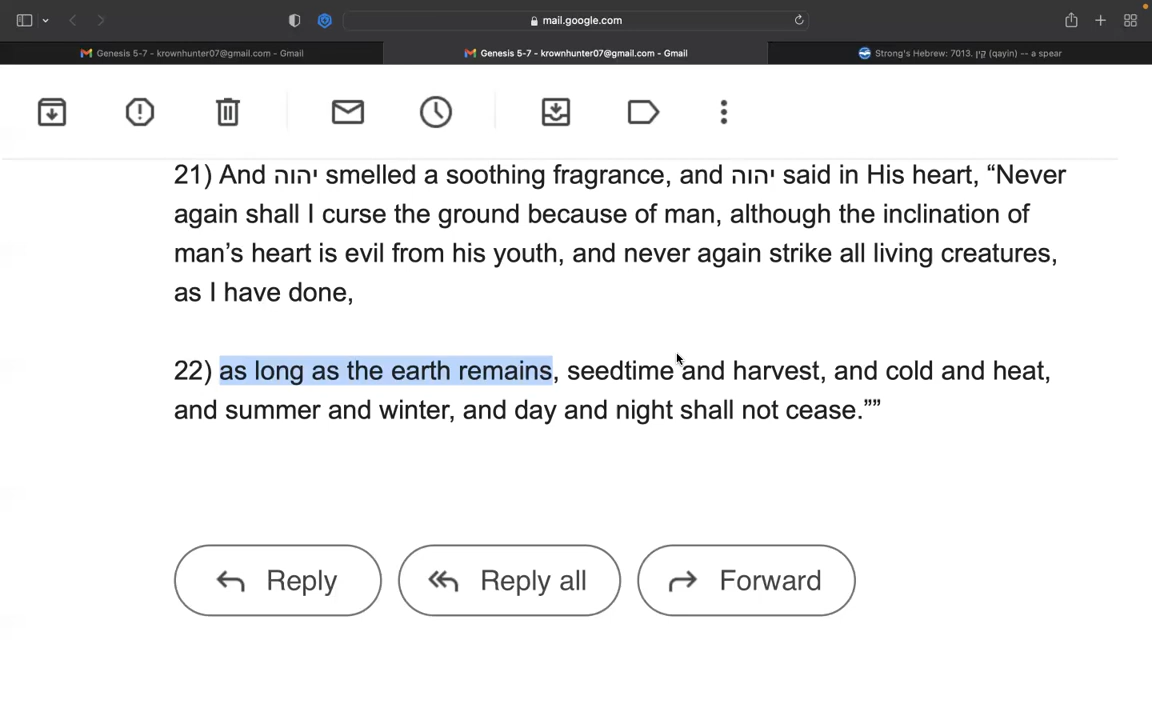 mail.google.com
Genesis 5-7 - krownhunter07@gmail.com - Gmail
Genesis 5-7 - krownhunter07@gmail.com - Gmail
Strong's Hebrew: 7013. קַ֫יִן (qayin) -- a spear
21) And יהוה smelled a soothing fragrance, and יהוה said in His heart, “Never
again shall I curse the ground because of man, although the inclination of
man’s heart is evil from his youth, and never again strike all living creatures,
as I have done,
22) as long as the earth remains, seedtime and harvest, and cold and heat,
and summer and winter, and day and night shall not cease.””
Reply
Reply all
Forward